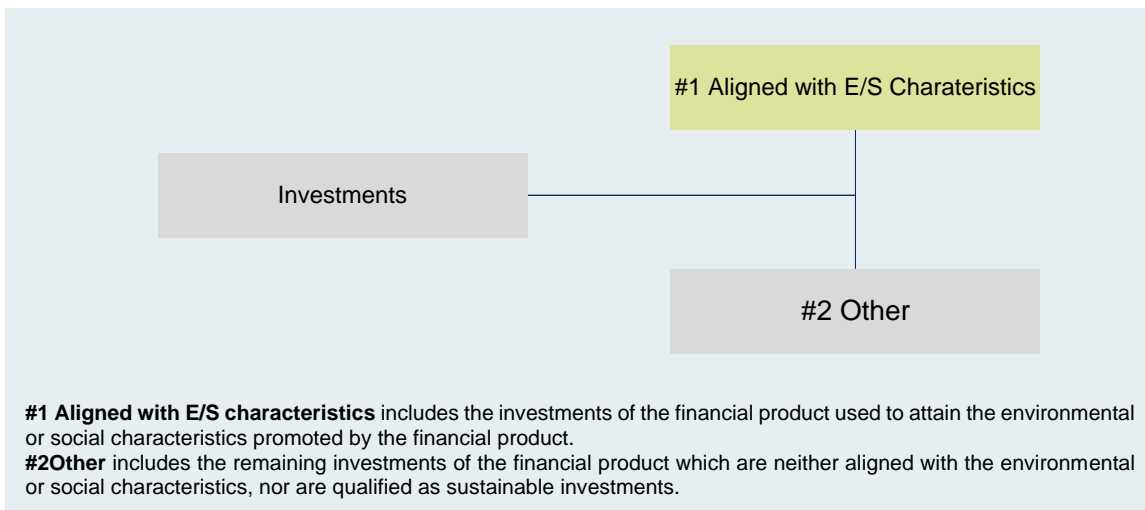 #1 Aligned with E/S Charateristics
Investments
#2 Other
#1 Aligned with E/S characteristics includes the investments of the financial product used to attain the environmental
or social characteristics promoted by the financial product.
#2Other includes the remaining investments of the financial product which are neither aligned with the environmental
or social characteristics, nor are qualified as sustainable investments.